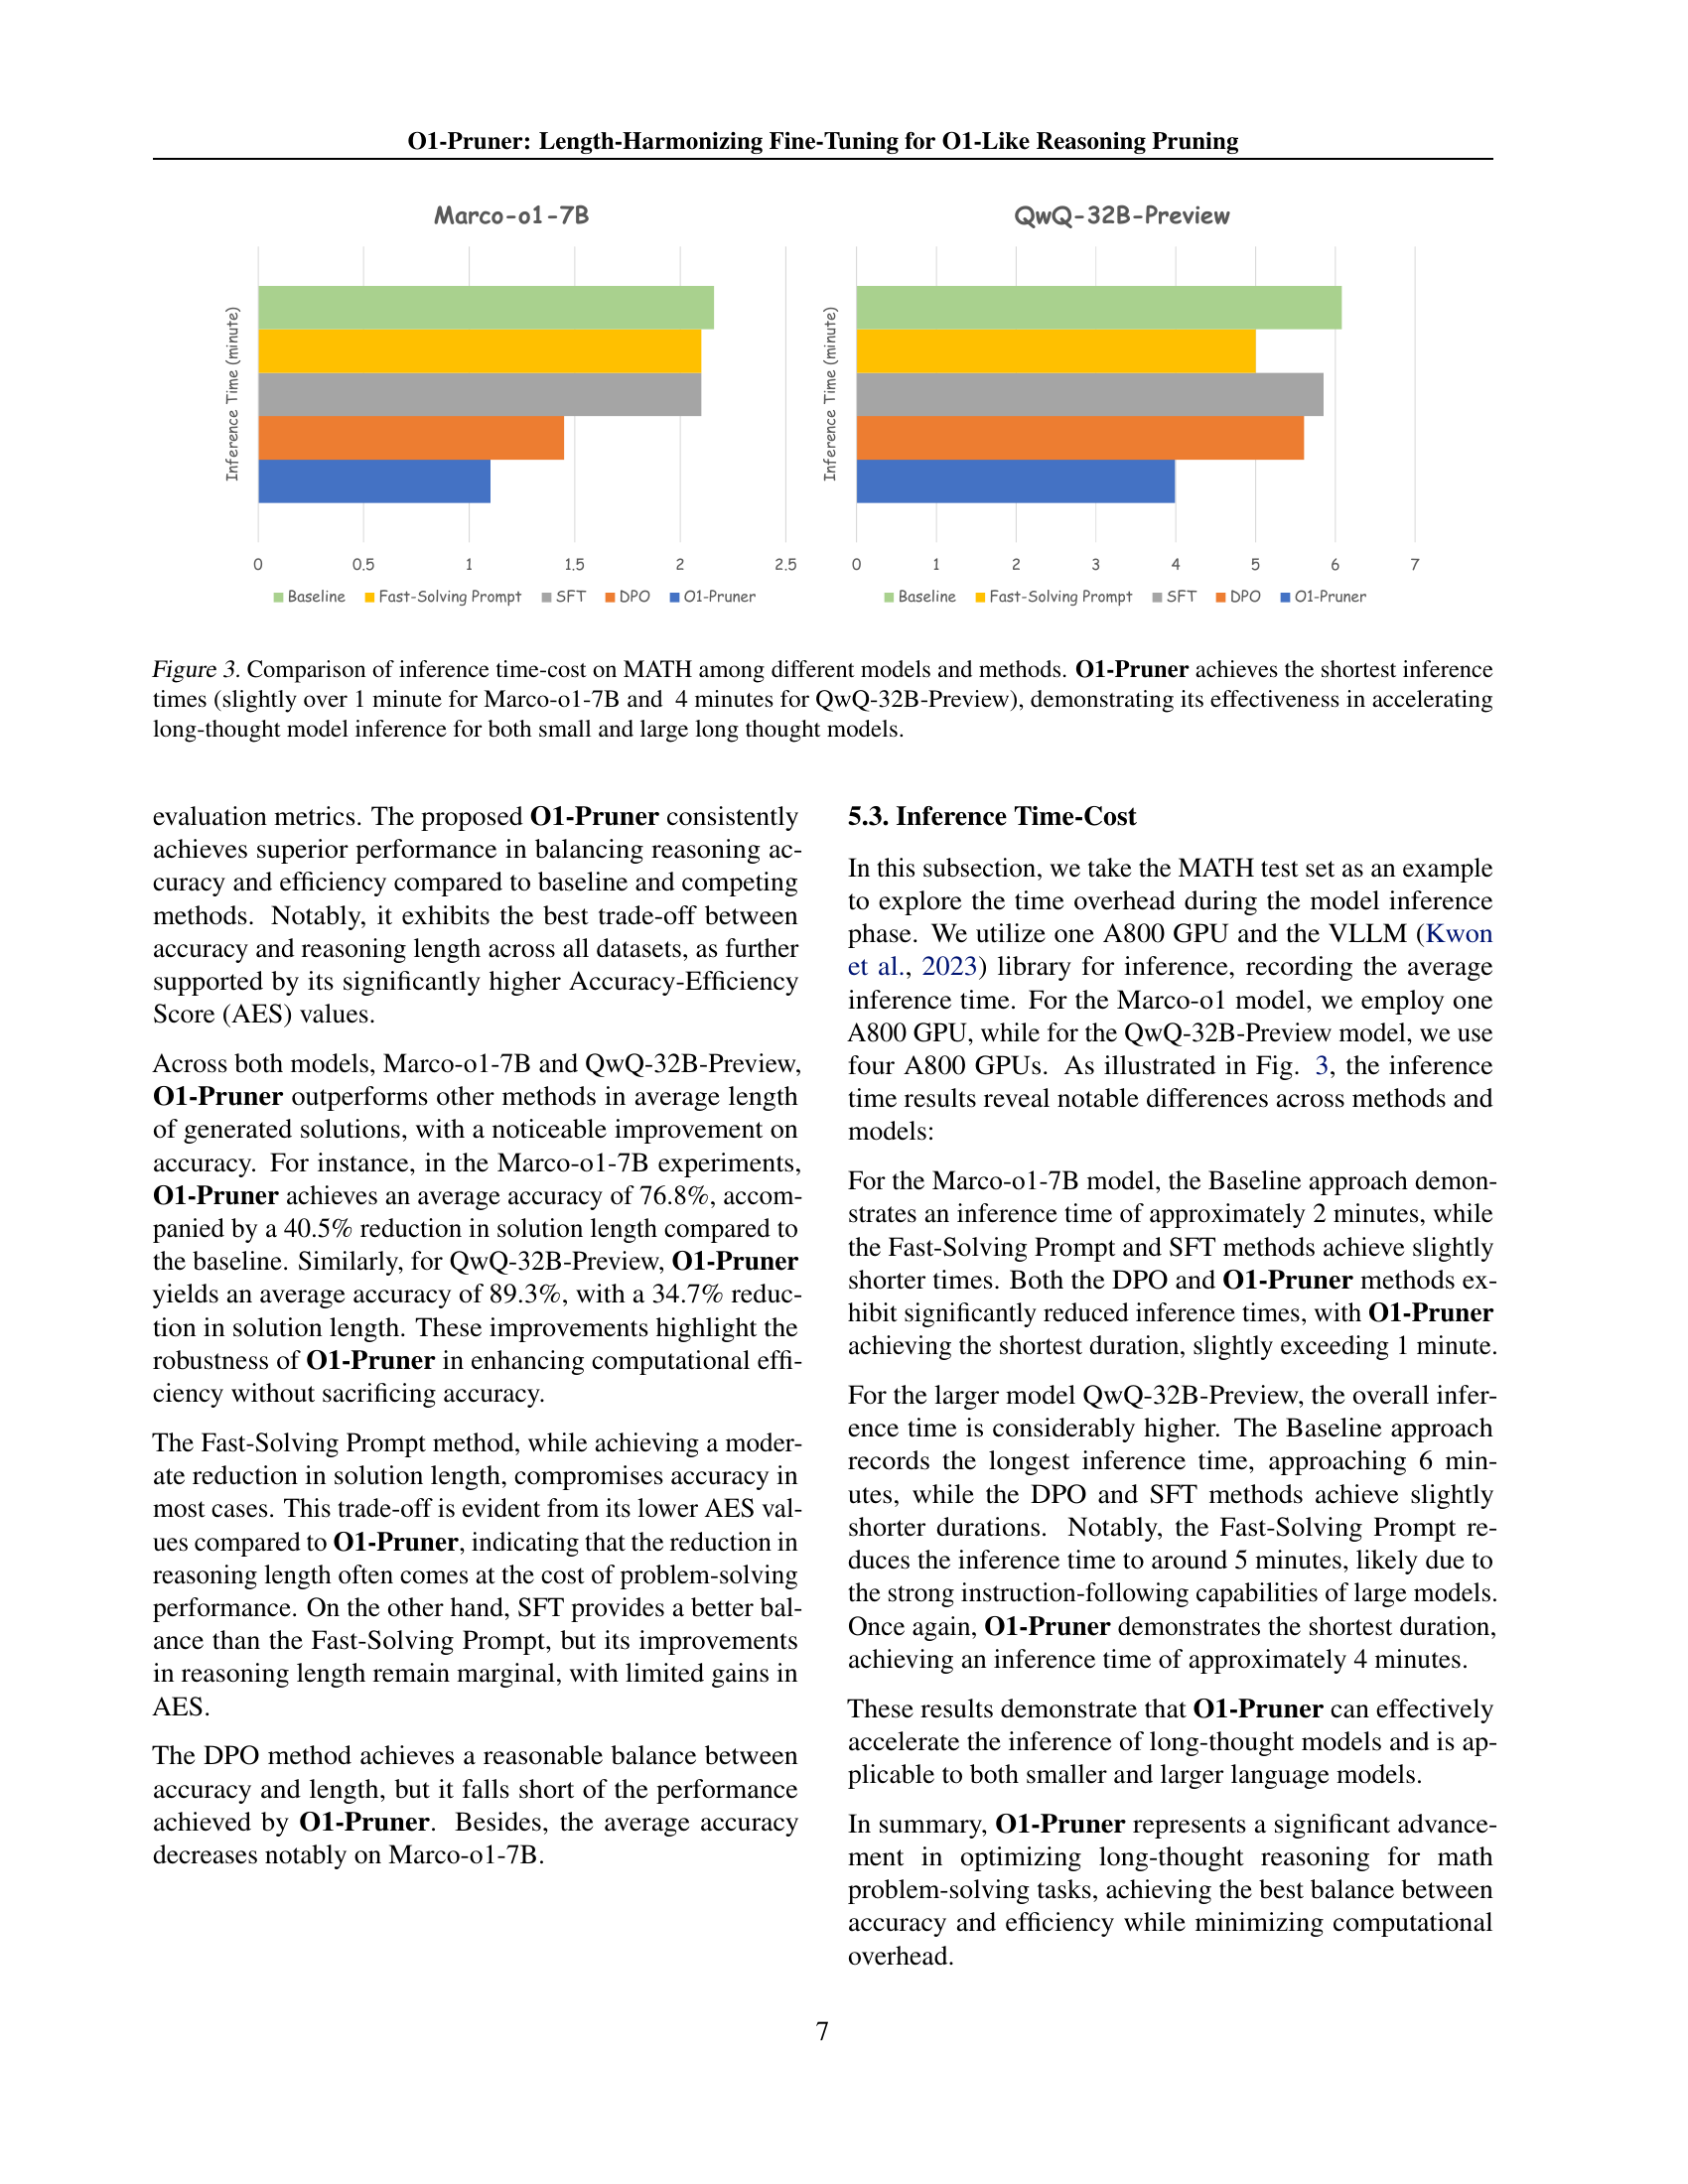 O1-Pruner: Length-Harmonizing Fine-Tuning for O1-Like Reasoning Pruning
Marco-o1-7B
Inference Time (minute)
0 0.5 1 1.5 2 2.5
Baseline Fast-Solving Prompt SFT DPO O1-Pruner
QwQ-32B-Preview
Inference Time (minute)
0 1 2 3 4 5 6 7
Baseline Fast-Solving Prompt SFT DPO O1-Pruner
Figure 3. Comparison of inference time-cost on MATH among different models and methods. O1-Pruner achieves the shortest inference
times (slightly over 1 minute for Marco-o1-7B and 4 minutes for QwQ-32B-Preview), demonstrating its effectiveness in accelerating
long-thought model inference for both small and large long thought models.
evaluation metrics. The proposed O1-Pruner consistently
achieves superior performance in balancing reasoning ac-
curacy and efficiency compared to baseline and competing
methods. Notably, it exhibits the best trade-off between
accuracy and reasoning length across all datasets, as further
supported by its significantly higher Accuracy-Efficiency
Score (AES) values.
Across both models, Marco-o1-7B and QwQ-32B-Preview,
O1-Pruner outperforms other methods in average length
of generated solutions, with a noticeable improvement on
accuracy. For instance, in the Marco-o1-7B experiments,
O1-Pruner achieves an average accuracy of 76.8%, accom-
panied by a 40.5% reduction in solution length compared to
the baseline. Similarly, for QwQ-32B-Preview, O1-Pruner
yields an average accuracy of 89.3%, with a 34.7% reduc-
tion in solution length. These improvements highlight the
robustness of O1-Pruner in enhancing computational effi-
ciency without sacrificing accuracy.
The Fast-Solving Prompt method, while achieving a moder-
ate reduction in solution length, compromises accuracy in
most cases. This trade-off is evident from its lower AES val-
ues compared to O1-Pruner, indicating that the reduction in
reasoning length often comes at the cost of problem-solving
performance. On the other hand, SFT provides a better bal-
ance than the Fast-Solving Prompt, but its improvements
in reasoning length remain marginal, with limited gains in
AES.
The DPO method achieves a reasonable balance between
accuracy and length, but it falls short of the performance
achieved by O1-Pruner. Besides, the average accuracy
decreases notably on Marco-o1-7B.
5.3. Inference Time-Cost
In this subsection, we take the MATH test set as an example
to explore the time overhead during the model inference
phase. We utilize one A800 GPU and the VLLM (Kwon
et al., 2023) library for inference, recording the average
inference time. For the Marco-o1 model, we employ one
A800 GPU, while for the QwQ-32B-Preview model, we use
four A800 GPUs. As illustrated in Fig. 3, the inference
time results reveal notable differences across methods and
models:
For the Marco-o1-7B model, the Baseline approach demon-
strates an inference time of approximately 2 minutes, while
the Fast-Solving Prompt and SFT methods achieve slightly
shorter times. Both the DPO and O1-Pruner methods ex-
hibit significantly reduced inference times, with O1-Pruner
achieving the shortest duration, slightly exceeding 1 minute.
For the larger model QwQ-32B-Preview, the overall infer-
ence time is considerably higher. The Baseline approach
records the longest inference time, approaching 6 min-
utes, while the DPO and SFT methods achieve slightly
shorter durations. Notably, the Fast-Solving Prompt re-
duces the inference time to around 5 minutes, likely due to
the strong instruction-following capabilities of large models.
Once again, O1-Pruner demonstrates the shortest duration,
achieving an inference time of approximately 4 minutes.
These results demonstrate that O1-Pruner can effectively
accelerate the inference of long-thought models and is ap-
plicable to both smaller and larger language models.
In summary, O1-Pruner represents a significant advance-
ment in optimizing long-thought reasoning for math
problem-solving tasks, achieving the best balance between
accuracy and efficiency while minimizing computational
overhead.
7